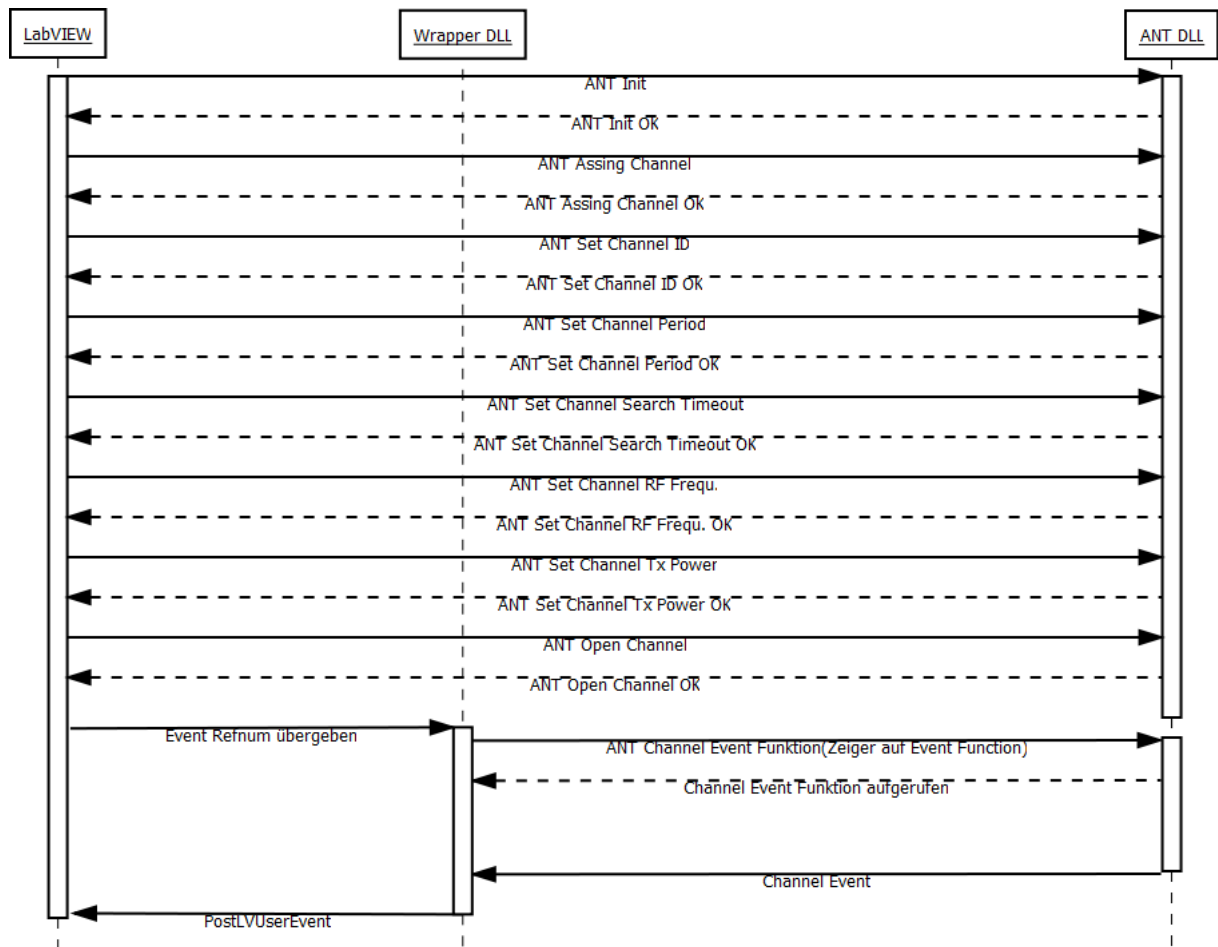 LabVIEW
Wrapper DLL
ANT DLL
ANT Init
ANT Init OK
ANT Assing Channel
ANT Assing Channel OK
ANT Set Channel ID
ANT Set Channel ID OK
ANT Set Channel Period
ANT Set Channel Period OK
ANT Set Channel Search Timeout
ANT Set Channel Search Timeout OK
ANT Set Channel RF Frequ.
ANT Set Channel RF Frequ. OK
ANT Set Channel Tx Power
ANT Set Channel Tx Power OK
ANT Open Channel
ANT Open Channel OK
Event Refnum übergeben
ANT Channel Event Funktion(Zeiger auf Event Function)
Channel Event Funktion aufgerufen
Channel Event
PostLVUserEvent